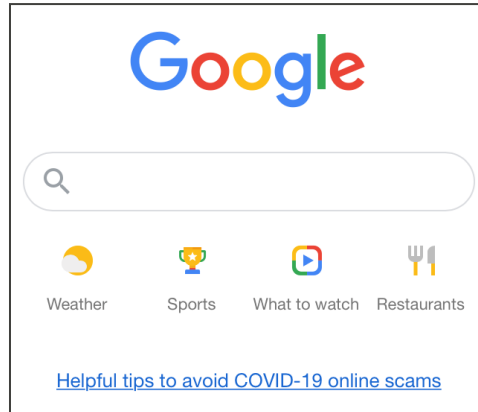 Google
Weather Sports What to watch Restaurants
Helpful tips to avoid COVID-19 online scams